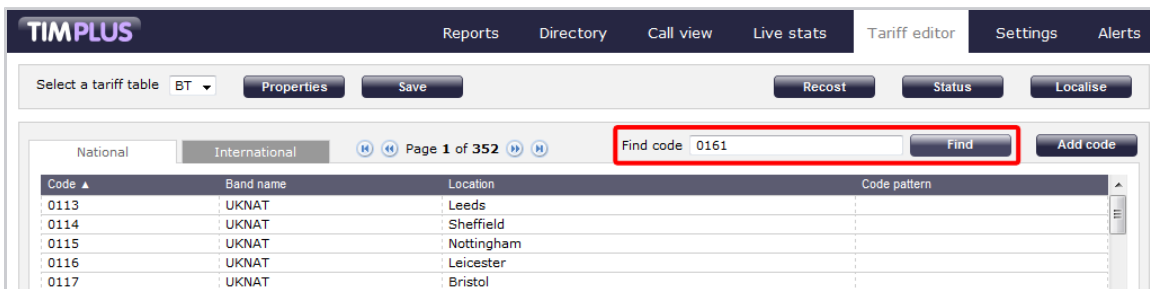 TIMPLUS Reports Directory Call view Live stats Tariff editor Settings Alerts
Select a tariff table BT Properties Save Recost Status Localise
National International Page 1 of 352 Find code 0161 Find Add code
Code ▲ Band name Location Code pattern
0113 UKNAT Leeds
0114 UKNAT Sheffield
0115 UKNAT Nottingham
0116 UKNAT Leicester
0117 UKNAT Bristol